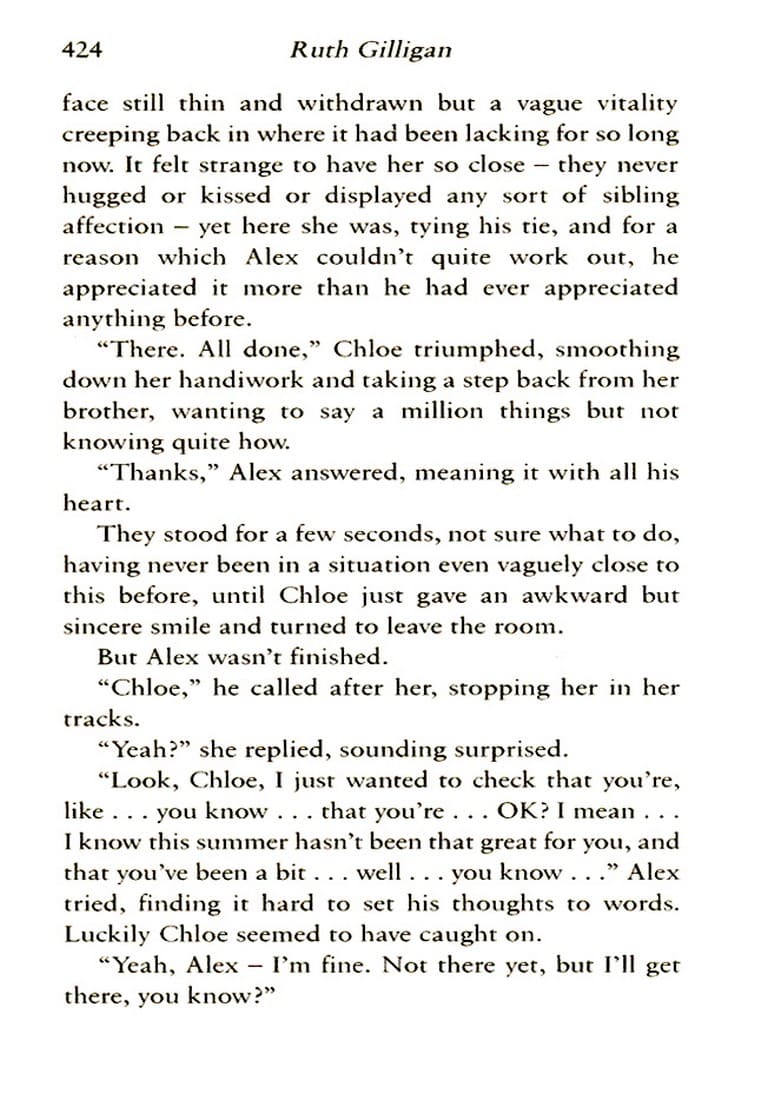 424 Ruth Gilligan
face still thin and withdrawn but a vague vitality
creeping back in where it had been lacking for so long
now. It felt strange to have her so close – they never
hugged or kissed or displayed any sort of sibling
affection – yet here she was, tying his tie, and for a
reason which Alex couldn’t quite work out, he
appreciated it more than he had ever appreciated
anything before.
“There. All done,” Chloe triumphed, smoothing
down her handiwork and taking a step back from her
brother, wanting to say a million things but not
knowing quite how.
“Thanks,” Alex answered, meaning it with all his
heart.
They stood for a few seconds, not sure what to do,
having never been in a situation even vaguely close to
this before, until Chloe just gave an awkward but
sincere smile and turned to leave the room.
But Alex wasn’t finished.
“Chloe,” he called after her, stopping her in her
tracks.
“Yeah?” she replied, sounding surprised.
“Look, Chloe, I just wanted to check that you’re,
like . . . you know . . . that you’re . . . OK? I mean . . .
I know this summer hasn’t been that great for you, and
that you’ve been a bit . . . well . . . you know . . .” Alex
tried, finding it hard to set his thoughts to words.
Luckily Chloe seemed to have caught on.
“Yeah, Alex – I’m fine. Not there yet, but I’ll get
there, you know?”